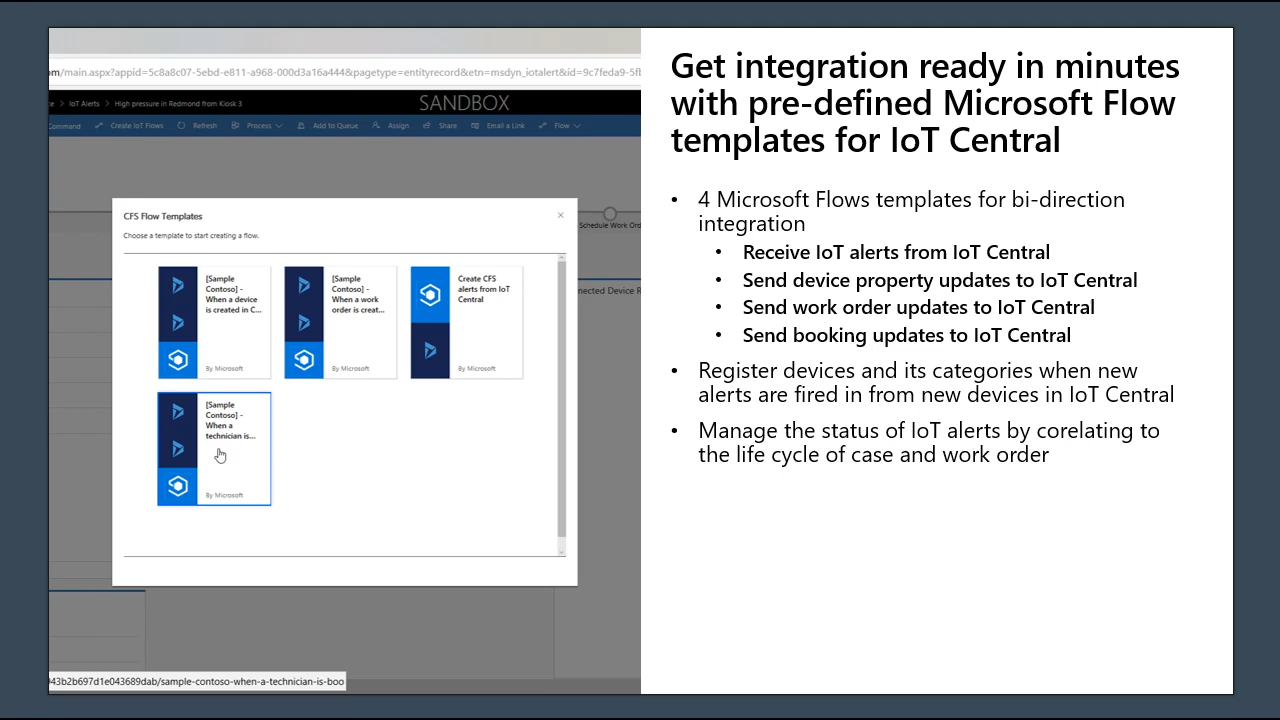 om/main.aspx?appid=5c8a8c07-5ebd-e811-a968-000d3a16a444&pagetype=entityrecord&etn=msdyn_iotalert&id=9c7feda9-5fb
IoT Alerts > High pressure in Redmond from Kiosk 3
SANDBOX
Command Create IoT Flows Refresh Process Add to Queue Assign Share Email a Link Flow
Schedule Work Ord
nected Device R
CFS Flow Templates
Choose a template to start creating a flow.
[Sample
Contoso] -
When a device
is created in C...
By Microsoft
[Sample
Contoso] -
When a work
order is creat...
By Microsoft
Create CFS
alerts from IoT
Central
By Microsoft
[Sample
Contoso] -
When a
technician is...
By Microsoft
943b2b697d1e043689dab/sample-contoso-when-a-technician-is-boo
Get integration ready in minutes
with pre-defined Microsoft Flow
templates for IoT Central
• 4 Microsoft Flows templates for bi-direction
integration
• Receive IoT alerts from IoT Central
• Send device property updates to IoT Central
• Send work order updates to IoT Central
• Send booking updates to IoT Central
• Register devices and its categories when new
alerts are fired in from new devices in IoT Central
• Manage the status of IoT alerts by corelating to
the life cycle of case and work order